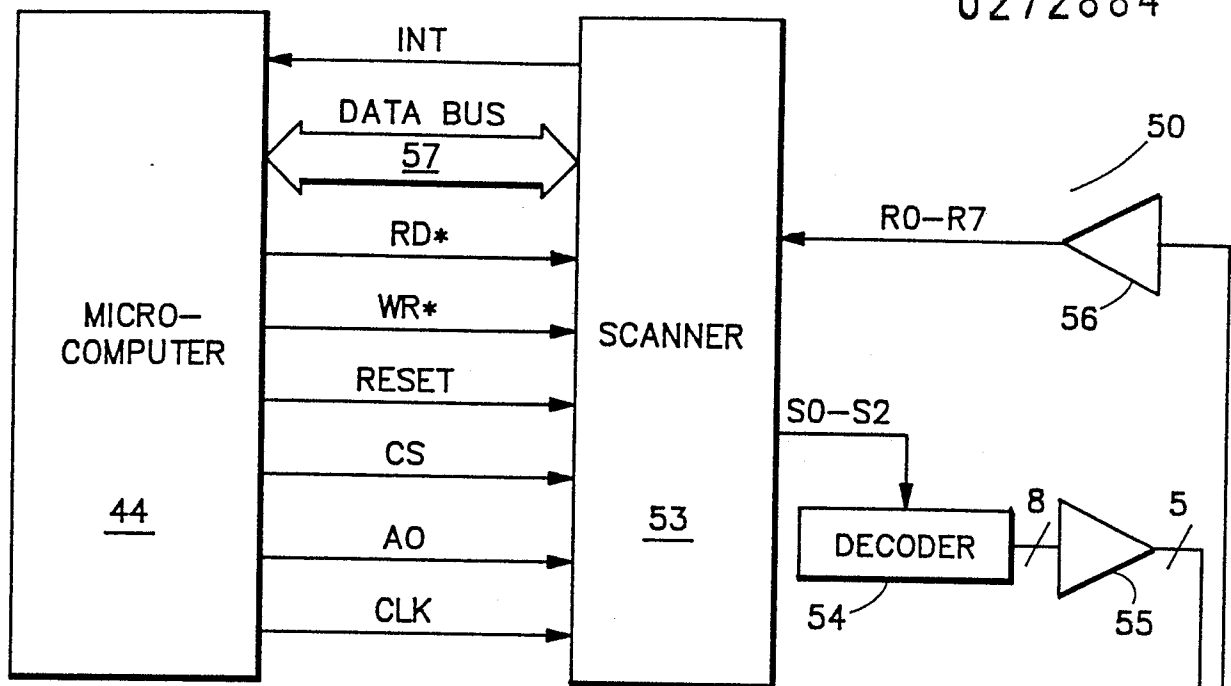 0272884
INT
DATA BUS
57
50
R0-R7
RD*
56
WR*
MICRO-
COMPUTER
SCANNER
RESET
S0-S2
CS
44
53
8
5
DECODER
A0
54
55
CLK